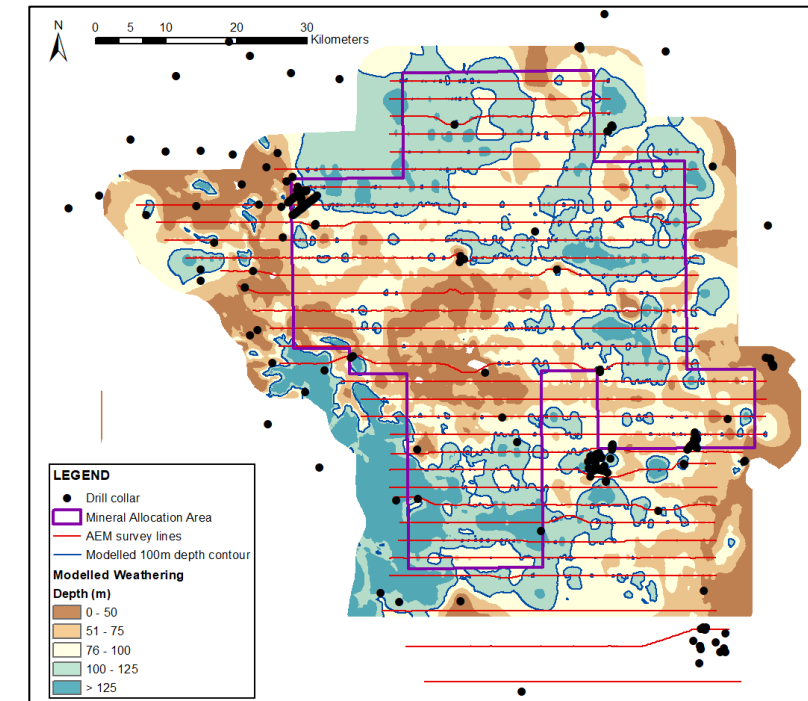 N
0 5 10 20 30
Kilometers
LEGEND
Drill collar
Mineral Allocation Area
AEM survey lines
Modelled 100m depth contour
Modelled Weathering
Depth (m)
0 - 50
51 - 75
76 - 100
100 - 125
> 125